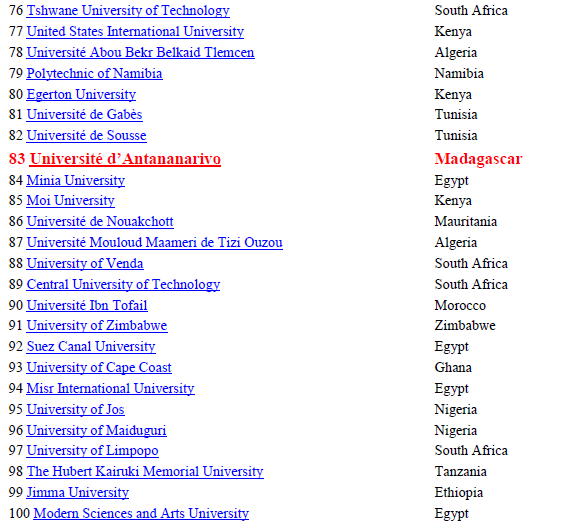 76 Tshwane University of Technology South Africa
77 United States International University Kenya
78 Université Abou Bekr Belkaid Tlemcen Algeria
79 Polytechnic of Namibia Namibia
80 Egerton University Kenya
81 Université de Gabès Tunisia
82 Université de Sousse Tunisia
83 Université d’Antananarivo Madagascar
84 Minia University Egypt
85 Moi University Kenya
86 Université de Nouakchott Mauritania
87 Université Mouloud Maameri de Tizi Ouzou Algeria
88 University of Venda South Africa
89 Central University of Technology South Africa
90 Université Ibn Tofail Morocco
91 University of Zimbabwe Zimbabwe
92 Suez Canal University Egypt
93 University of Cape Coast Ghana
94 Misr International University Egypt
95 University of Jos Nigeria
96 University of Maiduguri Nigeria
97 University of Limpopo South Africa
98 The Hubert Kairuki Memorial University Tanzania
99 Jimma University Ethiopia
100 Modern Sciences and Arts University Egypt